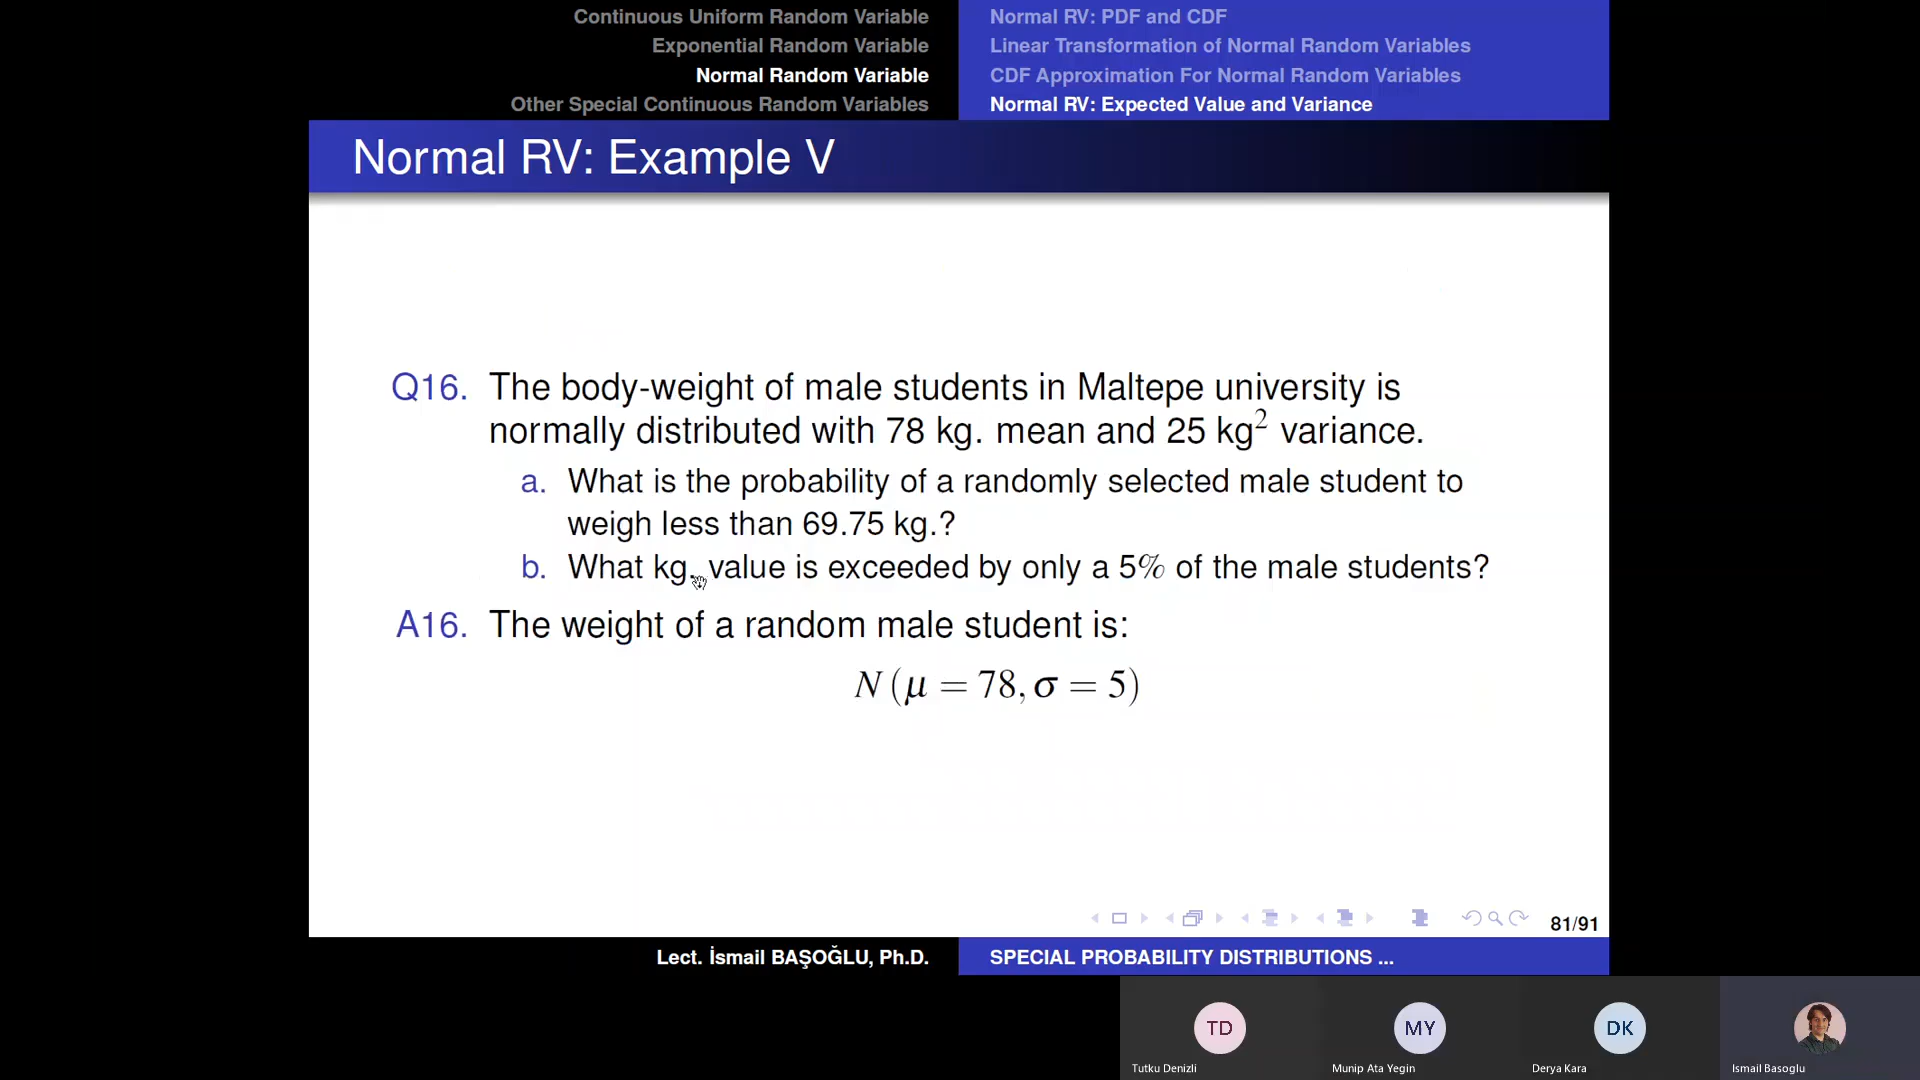 Continuous Uniform Random Variable
Exponential Random Variable
Normal Random Variable
Other Special Continuous Random Variables
Normal RV: PDF and CDF
Linear Transformation of Normal Random Variables
CDF Approximation For Normal Random Variables
Normal RV: Expected Value and Variance
Normal RV: Example V
Q16. The body-weight of male students in Maltepe university is
normally distributed with 78 kg. mean and 25 kg² variance.
a. What is the probability of a randomly selected male student to
weigh less than 69.75 kg.?
b. What kg. value is exceeded by only a 5% of the male students?
A16. The weight of a random male student is:
N (μ = 78, σ = 5)
81/91
Lect. İsmail BAŞOĞLU, Ph.D.
SPECIAL PROBABILITY DISTRIBUTIONS ...
TD
MY
DK
Tutku Denizli
Munip Ata Yegin
Derya Kara
Ismail Basoglu